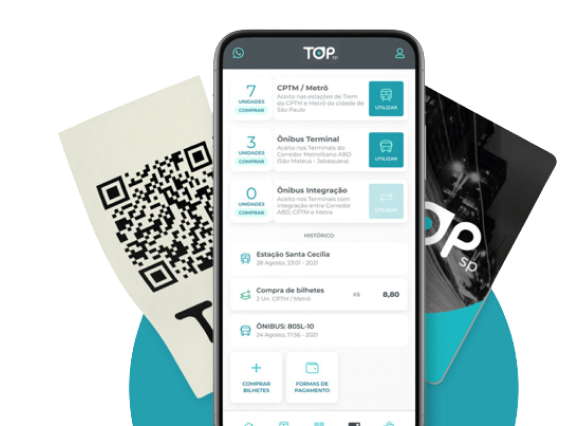 TOP
SP
7
UNIDADES
COMPRAR
CPTM / Metrô
Aceito nas estações de Trem
da CPTM e Metrô da cidade de
São Paulo
UTILIZAR
3
UNIDADES
COMPRAR
Ônibus Terminal
Aceito nos Terminais do
Corredor Metrolitano ABD
(São Mateus - Jabaquara)
UTILIZAR
0
UNIDADES
COMPRAR
Ônibus Integração
Aceito nos Terminais com
integração entre Corredor
ABD, CPTM e Metrô
UTILIZAR
HISTÓRICO
Estação Santa Cecília
28 Agosto, 23:01 - 2021
Compra de bilhetes
2 Un. CPTM / Metrô
R$
8,80
ÔNIBUS: 805L-10
24 Agosto, 17:56 - 2021
COMPRAR
BILHETES
FORMAS DE
PAGAMENTO
T
OP
sp